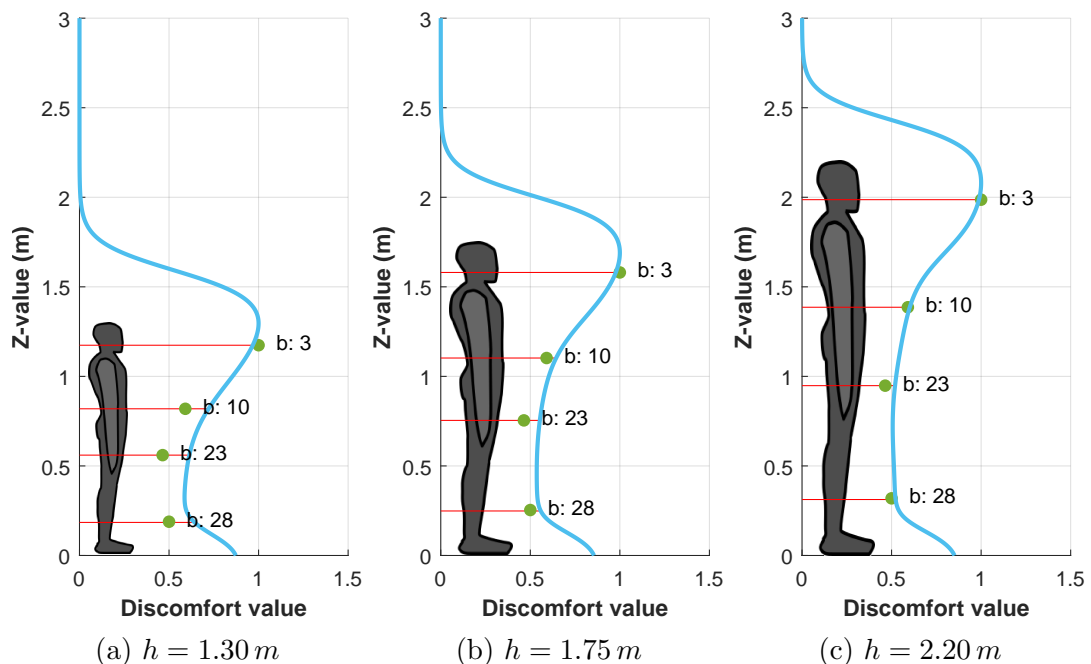 3
2.5
2
1.5
1
0.5
0
Z-value (m)
b: 3
b: 10
b: 23
b: 28
0 0.5 1 1.5
Discomfort value
(a) h = 1.30 m
3
2.5
2
1.5
1
0.5
0
Z-value (m)
b: 3
b: 10
b: 23
b: 28
0 0.5 1 1.5
Discomfort value
(b) h = 1.75 m
3
2.5
2
1.5
1
0.5
0
Z-value (m)
b: 3
b: 10
b: 23
b: 28
0 0.5 1 1.5
Discomfort value
(c) h = 2.20 m